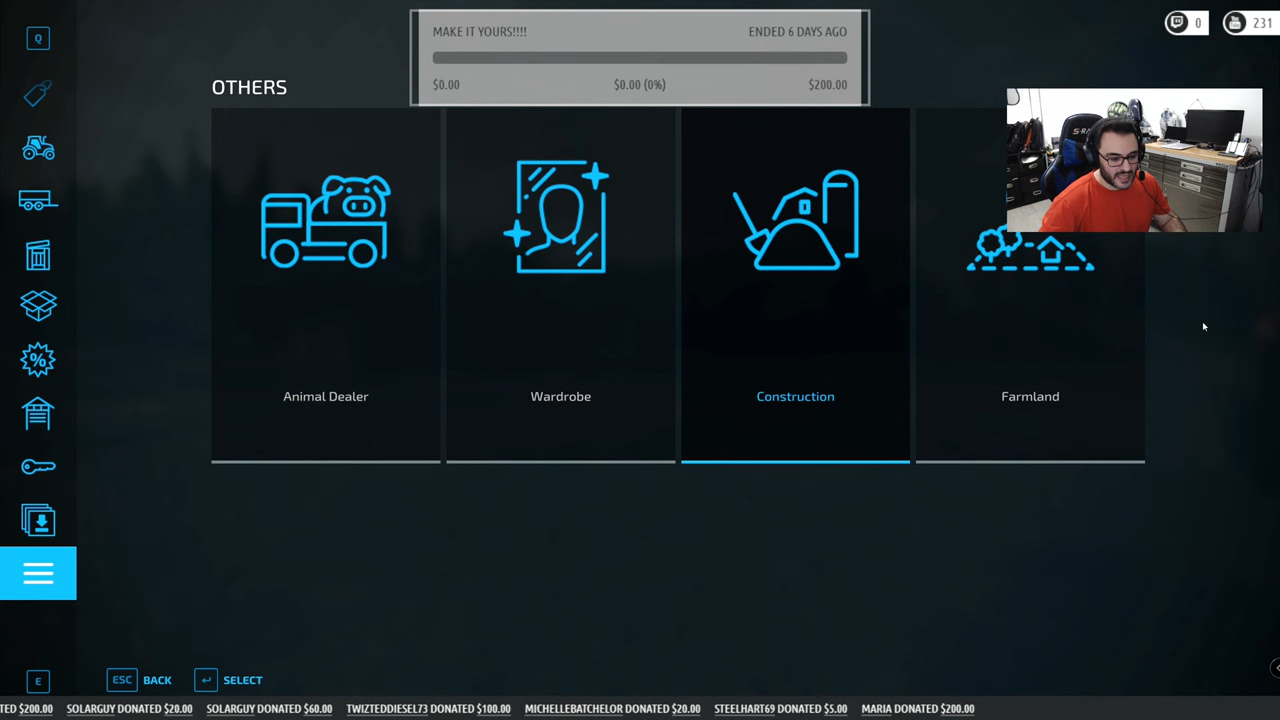 MAKE IT YOURS!!!! ENDED 6 DAYS AGO
$0.00 $0.00 (0%) $200.00
0 231
Q
OTHERS
Animal Dealer Wardrobe Construction Farmland
E ESC BACK SELECT
TED $200.00 SOLARGUY DONATED $20.00 SOLARGUY DONATED $60.00 TWIZTEDDIESEL73 DONATED $100.00 MICHELLEBATCHELOR DONATED $20.00 STEELHART69 DONATED $5.00 MARIA DONATED $200.00